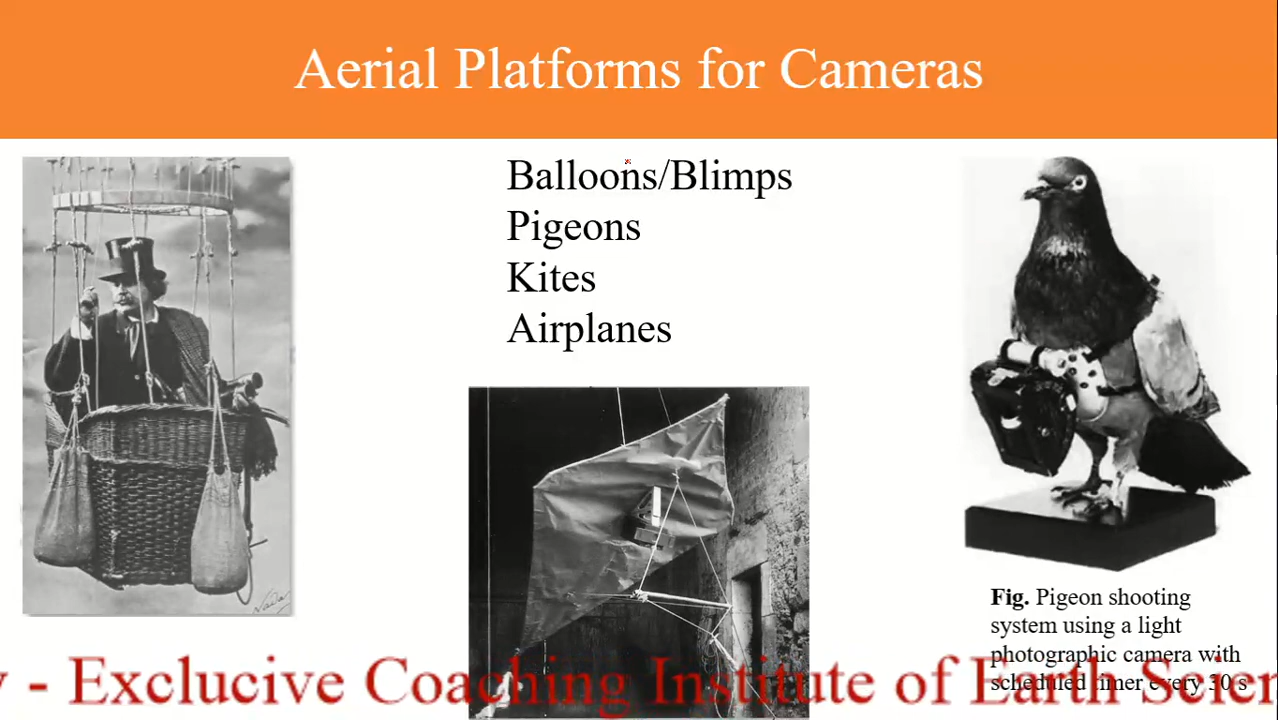 Aerial Platforms for Cameras
Balloons/Blimps
Pigeons
Kites
Airplanes
Fig. Pigeon shooting
system using a light
photographic camera with
scheduled timer every 30 s
- Exclucive Coaching Institute of Earth